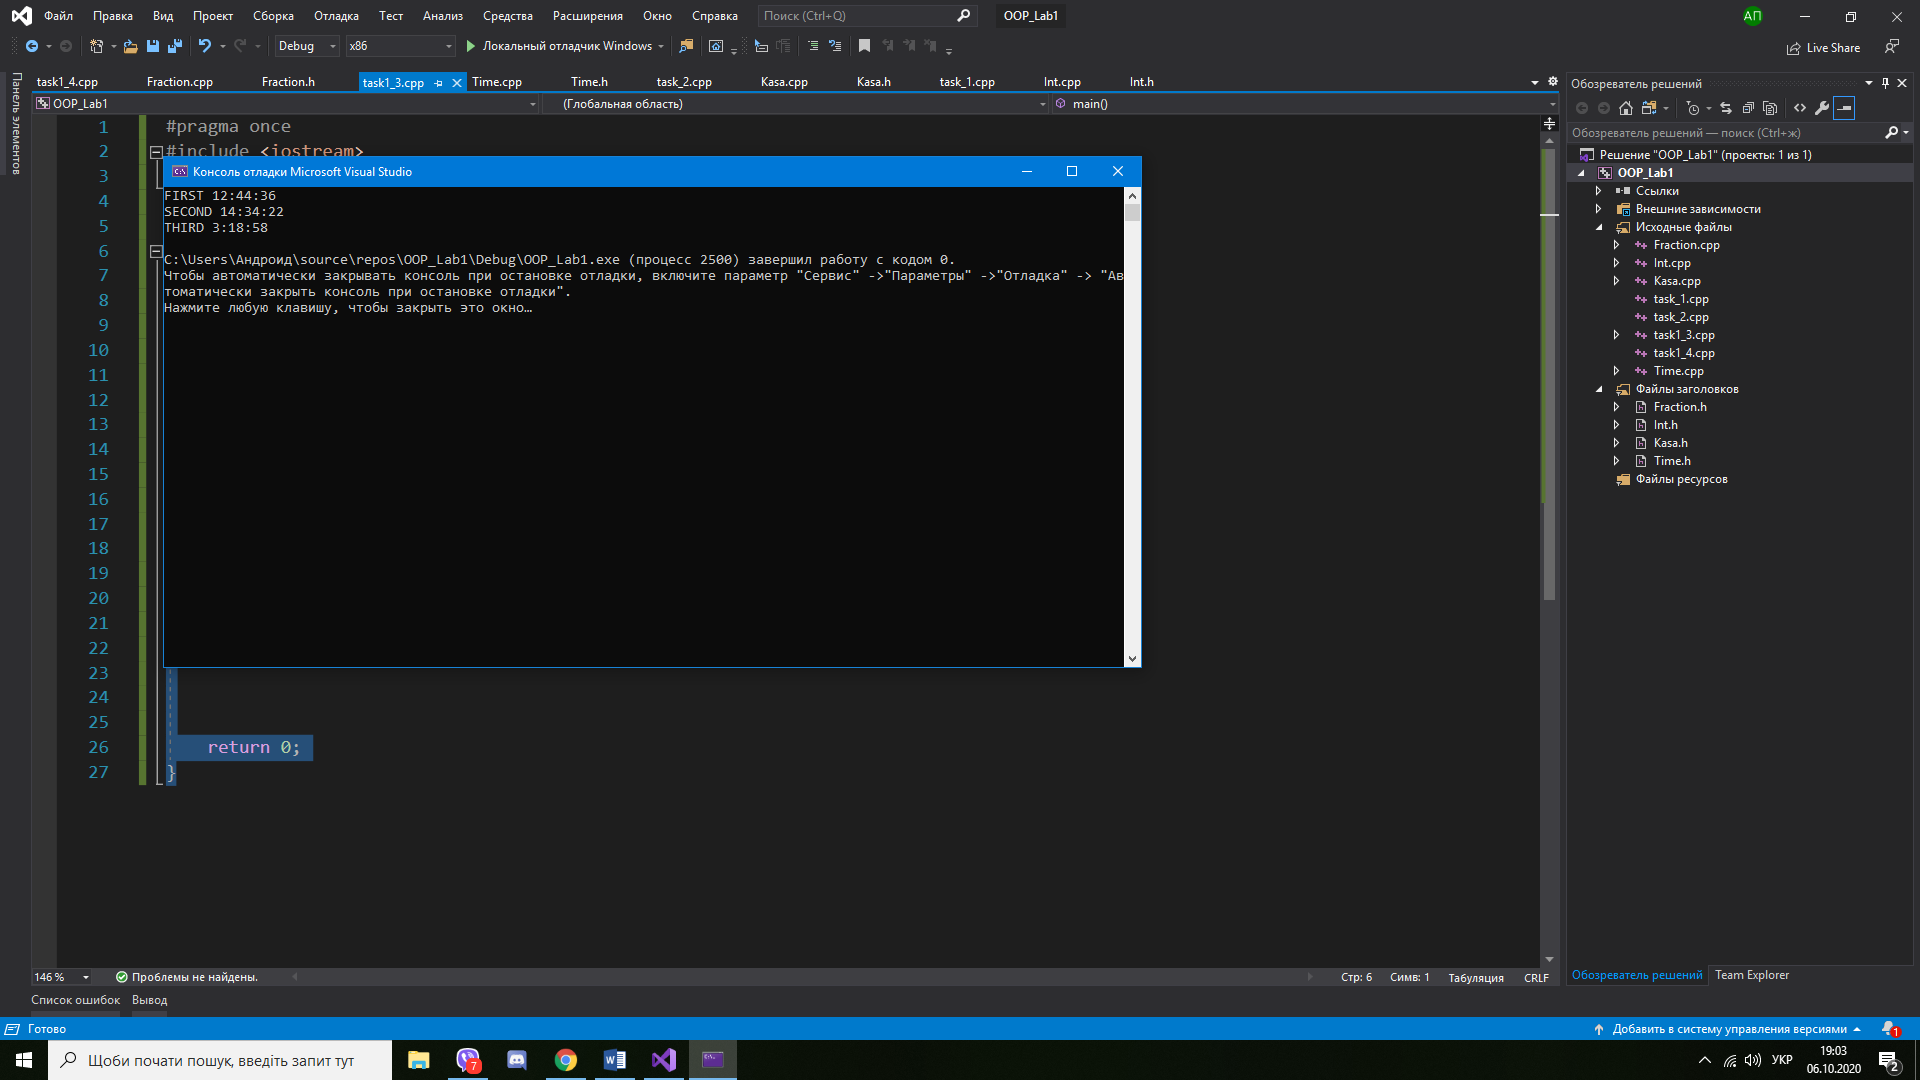 Файл Правка Вид Проект Сборка Отладка Тест Анализ Средства Расширения Окно Справка Поиск (Ctrl+Q) OOP_Lab1 АП
Debug x86 Локальный отладчик Windows Live Share
Панель элементов
task1_4.cpp Fraction.cpp Fraction.h task1_3.cpp Time.cpp Time.h task_2.cpp Kasa.cpp Kasa.h task_1.cpp Int.cpp Int.h
OOP_Lab1 (Глобальная область) main()
1 #pragma once
2 #include <iostream>
3
4
5
6
7
8
9
10
11
12
13
14
15
16
17
18
19
20
21
22
23
24
25
26 return 0;
27 }
Консоль отладки Microsoft Visual Studio
FIRST 12:44:36
SECOND 14:34:22
THIRD 3:18:58
C:\Users\Андроид\source\repos\OOP_Lab1\Debug\OOP_Lab1.exe (процесс 2500) завершил работу с кодом 0.
Чтобы автоматически закрывать консоль при остановке отладки, включите параметр "Сервис" ->"Параметры" ->"Отладка" -> "Ав
томатически закрыть консоль при остановке отладки".
Нажмите любую клавишу, чтобы закрыть это окно…
Обозреватель решений
Обозреватель решений — поиск (Ctrl+ж)
Решение "OOP_Lab1" (проекты: 1 из 1)
OOP_Lab1
Ссылки
Внешние зависимости
Исходные файлы
Fraction.cpp
Int.cpp
Kasa.cpp
task_1.cpp
task_2.cpp
task1_3.cpp
task1_4.cpp
Time.cpp
Файлы заголовков
Fraction.h
Int.h
Kasa.h
Time.h
Файлы ресурсов
Обозреватель решений Team Explorer
146 % Проблемы не найдены. Стр: 6 Симв: 1 Табуляция CRLF
Список ошибок Вывод
Готово Добавить в систему управления версиями 1
Щоби почати пошук, введіть запит тут 7 УКР 19:03
06.10.2020 2